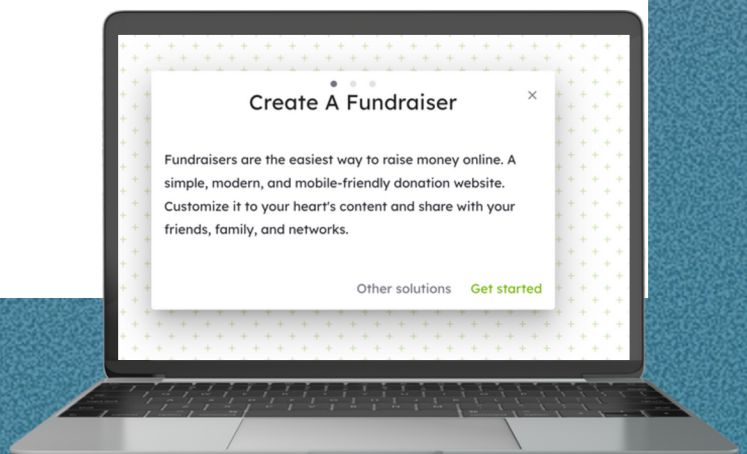 Create A Fundraiser
Fundraisers are the easiest way to raise money online. A
simple, modern, and mobile-friendly donation website.
Customize it to your heart's content and share with your
friends, family, and networks.
Other solutions Get started